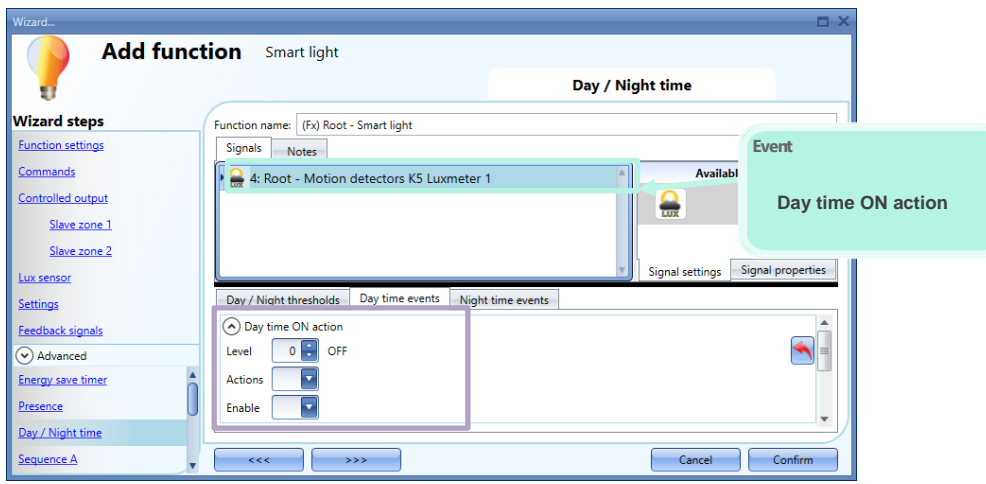 Wizard...
Add function Smart light
Day / Night time
Wizard steps
Function settings
Commands
Controlled output
Slave zone 1
Slave zone 2
Lux sensor
Settings
Feedback signals
Advanced
Energy save timer
Presence
Day / Night time
Sequence A
Function name: (Fx) Root - Smart light
Signals Notes
LUX 4: Root - Motion detectors K5 Luxmeter 1
Availabl
LUX
Signal settings Signal properties
Event
Day time ON action
Day / Night thresholds Day time events Night time events
Day time ON action
Level 0 OFF
Actions
Enable
<<< >>> Cancel Confirm